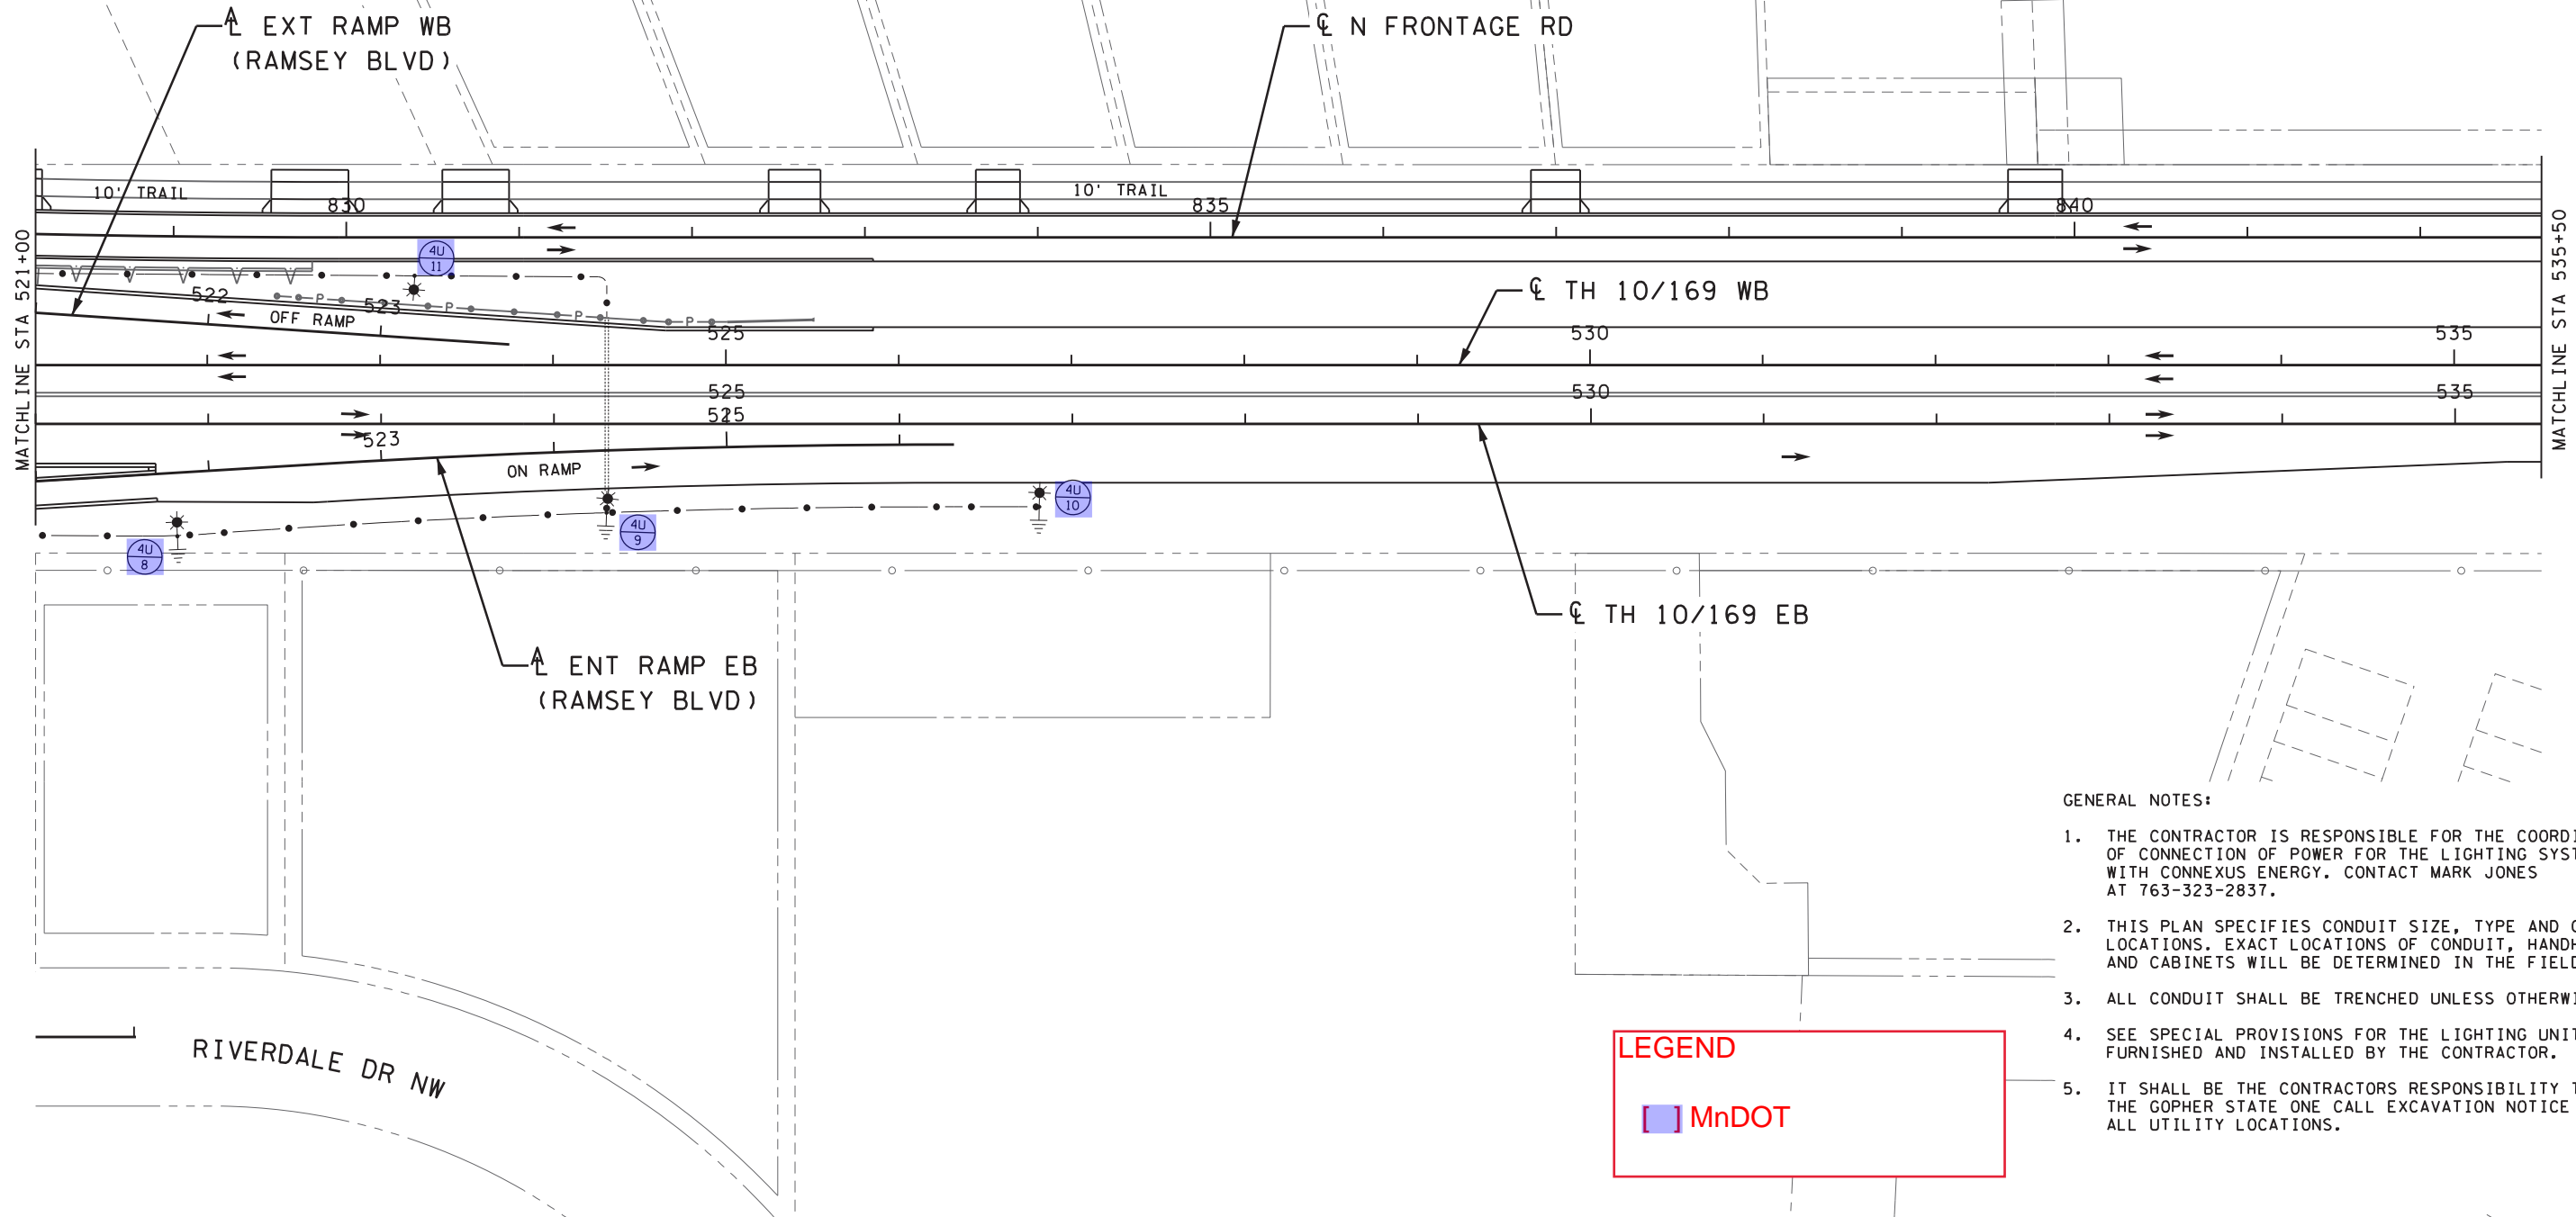 EXT RAMP WB
(RAMSEY BLVD)
℄ N FRONTAGE RD
10' TRAIL
10' TRAIL
830
835
840
4U
11
MATCHLINE STA 521+00
MATCHLINE STA 535+50
522
523
OFF RAMP
℄ TH 10/169 WB
525
530
535
525
530
535
525
523
ON RAMP
4U
8
4U
9
4U
10
℄ TH 10/169 EB
ENT RAMP EB
(RAMSEY BLVD)
P
P
P
P
RIVERDALE DR NW
GENERAL NOTES:
1. THE CONTRACTOR IS RESPONSIBLE FOR THE COORDI
OF CONNECTION OF POWER FOR THE LIGHTING SYST
WITH CONNEXUS ENERGY. CONTACT MARK JONES
AT 763-323-2837.
2. THIS PLAN SPECIFIES CONDUIT SIZE, TYPE AND
LOCATIONS. EXACT LOCATIONS OF CONDUIT, HANDH
AND CABINETS WILL BE DETERMINED IN THE FIELD
3. ALL CONDUIT SHALL BE TRENCHED UNLESS OTHERWI
4. SEE SPECIAL PROVISIONS FOR THE LIGHTING UNIT
FURNISHED AND INSTALLED BY THE CONTRACTOR.
5. IT SHALL BE THE CONTRACTORS RESPONSIBILITY T
THE GOPHER STATE ONE CALL EXCAVATION NOTICE
ALL UTILITY LOCATIONS.
LEGEND
[ ] MnDOT